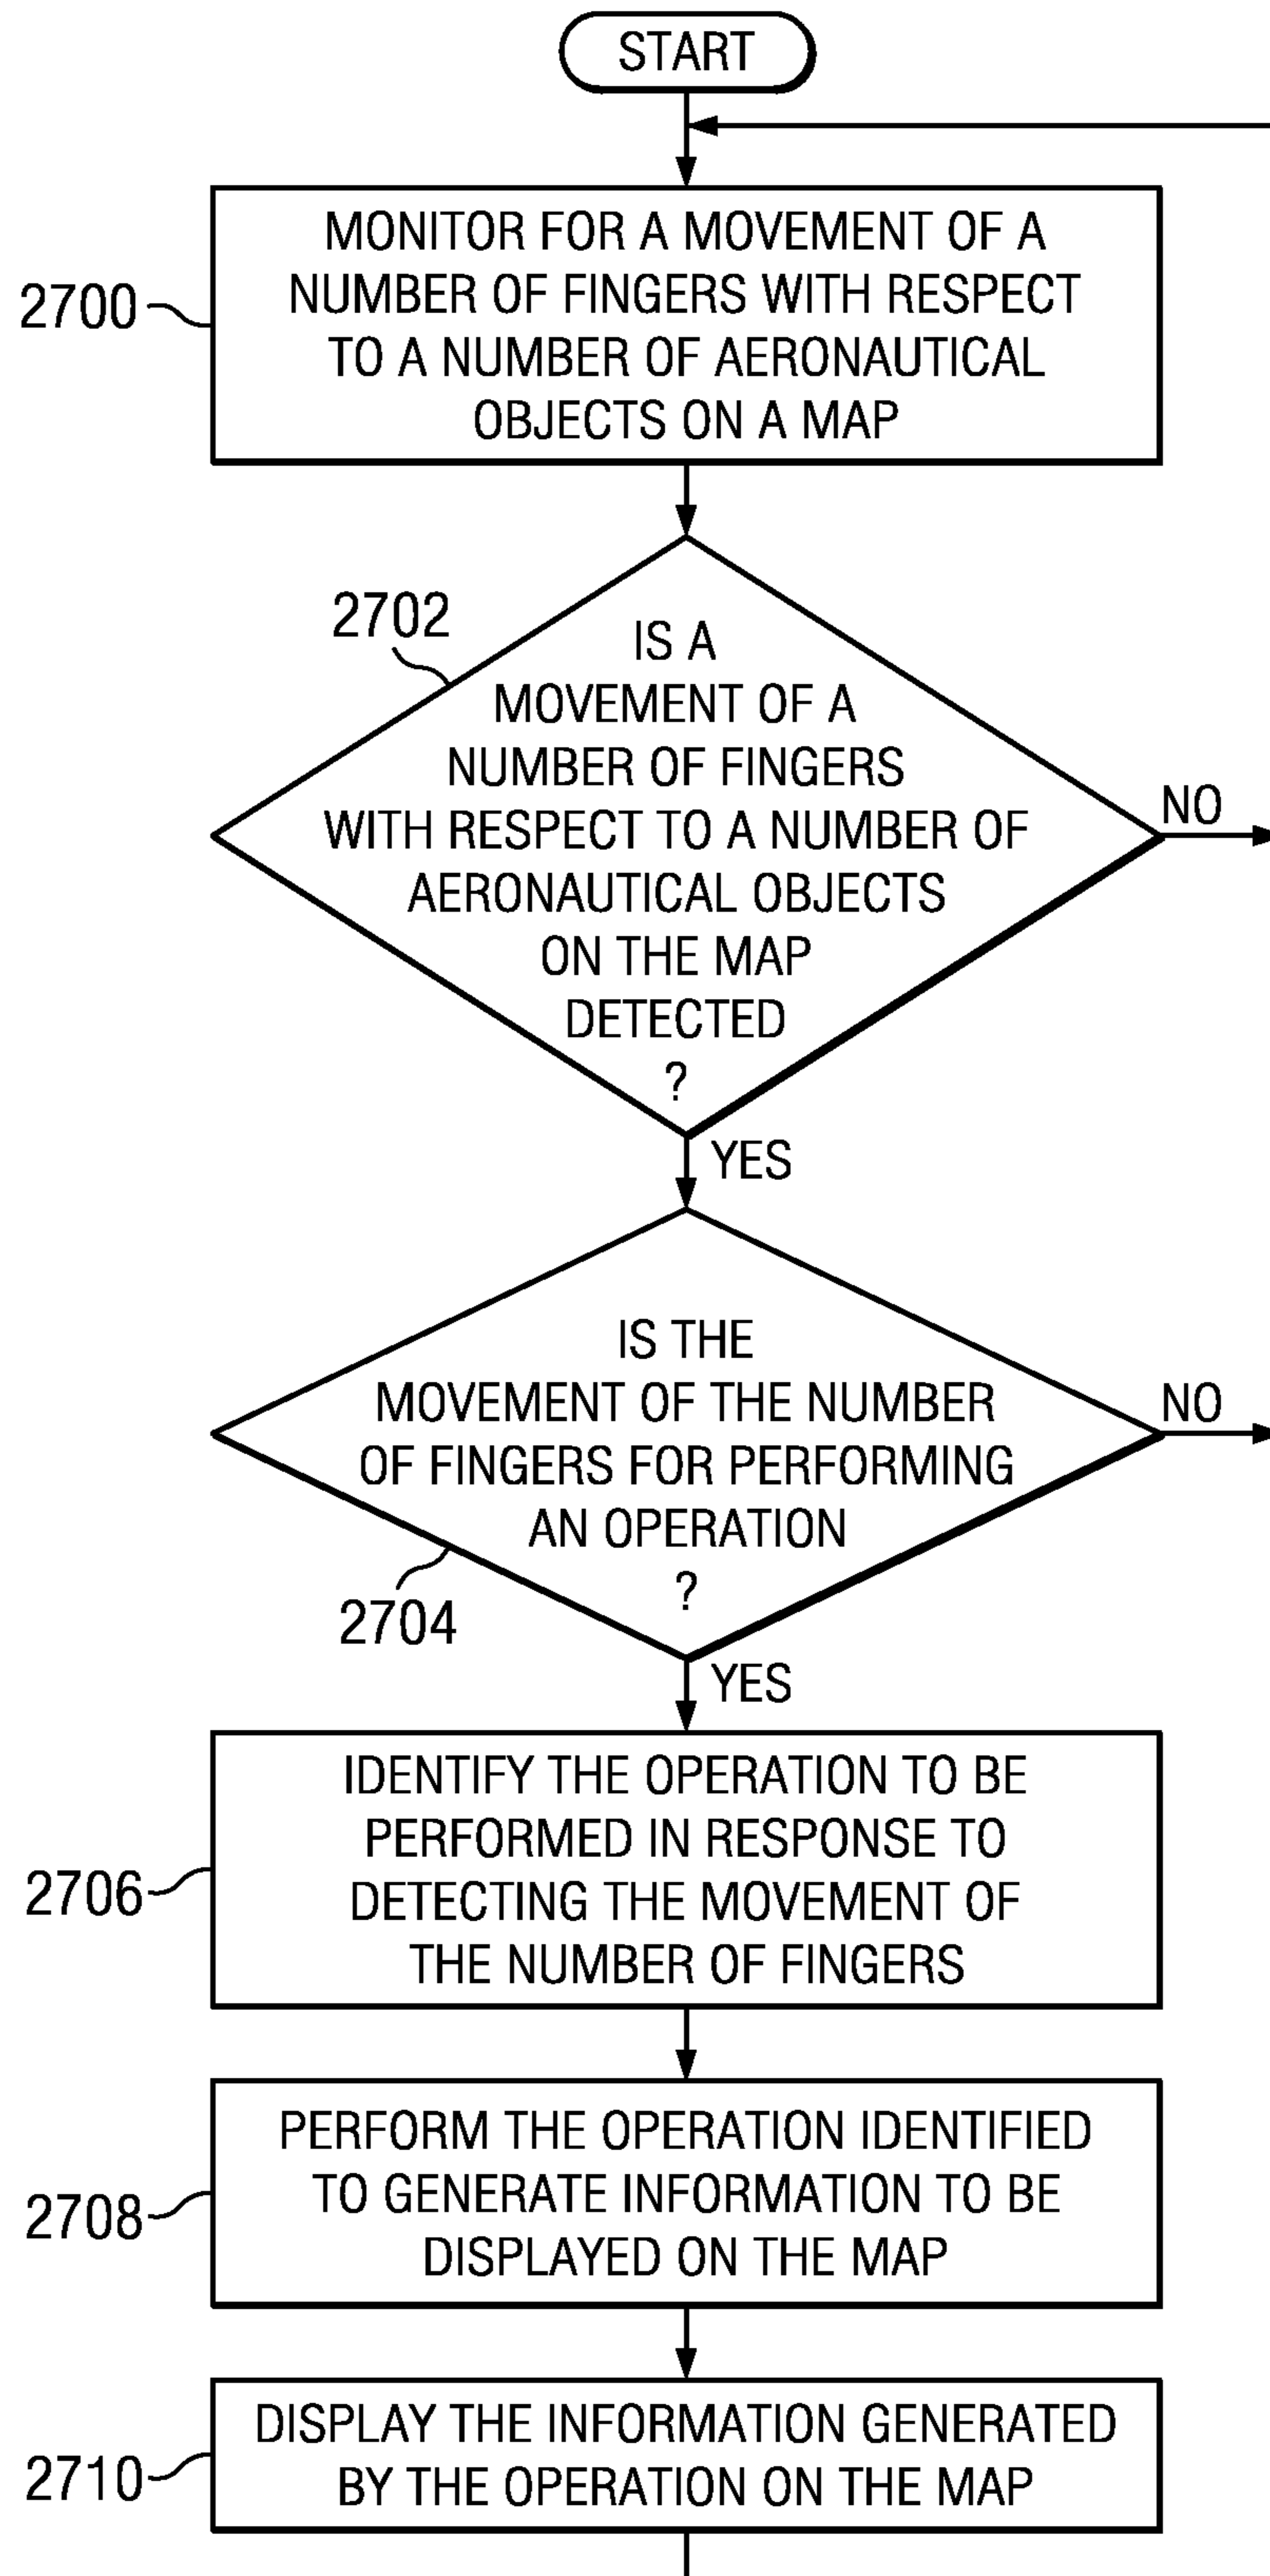 START
MONITOR FOR A MOVEMENT OF A
NUMBER OF FINGERS WITH RESPECT
TO A NUMBER OF AERONAUTICAL
OBJECTS ON A MAP
2700
2702
IS A
MOVEMENT OF A
NUMBER OF FINGERS
WITH RESPECT TO A NUMBER OF
AERONAUTICAL OBJECTS
ON THE MAP
DETECTED
?
NO
YES
IS THE
MOVEMENT OF THE NUMBER
OF FINGERS FOR PERFORMING
AN OPERATION
?
NO
2704
YES
IDENTIFY THE OPERATION TO BE
PERFORMED IN RESPONSE TO
DETECTING THE MOVEMENT OF
THE NUMBER OF FINGERS
2706
PERFORM THE OPERATION IDENTIFIED
TO GENERATE INFORMATION TO BE
DISPLAYED ON THE MAP
2708
DISPLAY THE INFORMATION GENERATED
BY THE OPERATION ON THE MAP
2710